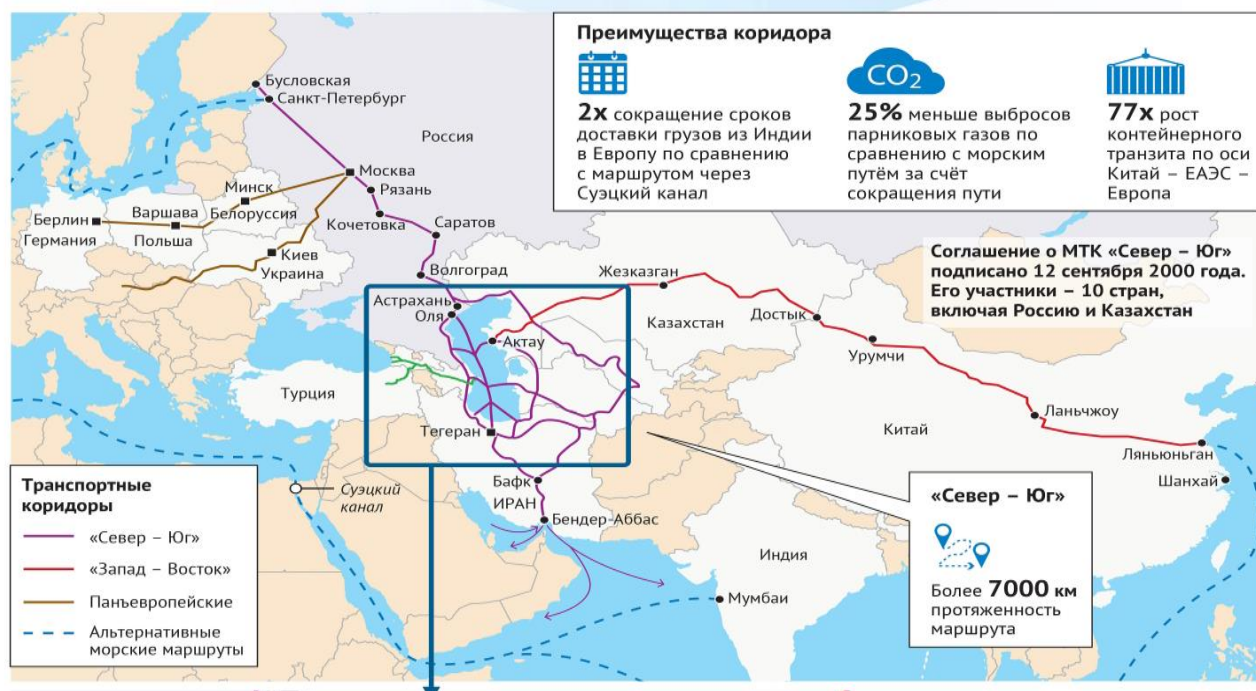 Преимущества коридора
CO₂
2x сокращение сроков
доставки грузов из Индии
в Европу по сравнению
с маршрутом через
Суэцкий канал
25% меньше выбросов
парниковых газов по
сравнению с морским
путём за счёт
сокращения пути
77x рост
контейнерного
транзита по оси
Китай – ЕАЭС –
Европа
Соглашение о МТК «Север – Юг»
подписано 12 сентября 2000 года.
Его участники – 10 стран,
включая Россию и Казахстан
Бусловская
Санкт-Петербург
Россия
Москва
Рязань
Минск
Белоруссия
Кочетовка
Саратов
Варшава
Берлин
Германия
Польша
Киев
Украина
Волгоград
Жезказган
Астрахань
Оля
Казахстан
Достык
Актау
Урумчи
Турция
Ланьчжоу
Тегеран
Китай
Ляньюньган
Шанхай
Бафк
ИРАН
Суэцкий
канал
Бендер-Аббас
Индия
Мумбаи
Транспортные
коридоры
«Север – Юг»
«Запад – Восток»
Панъевропейские
Альтернативные
морские маршруты
«Север – Юг»
Более 7000 км
протяженность
маршрута